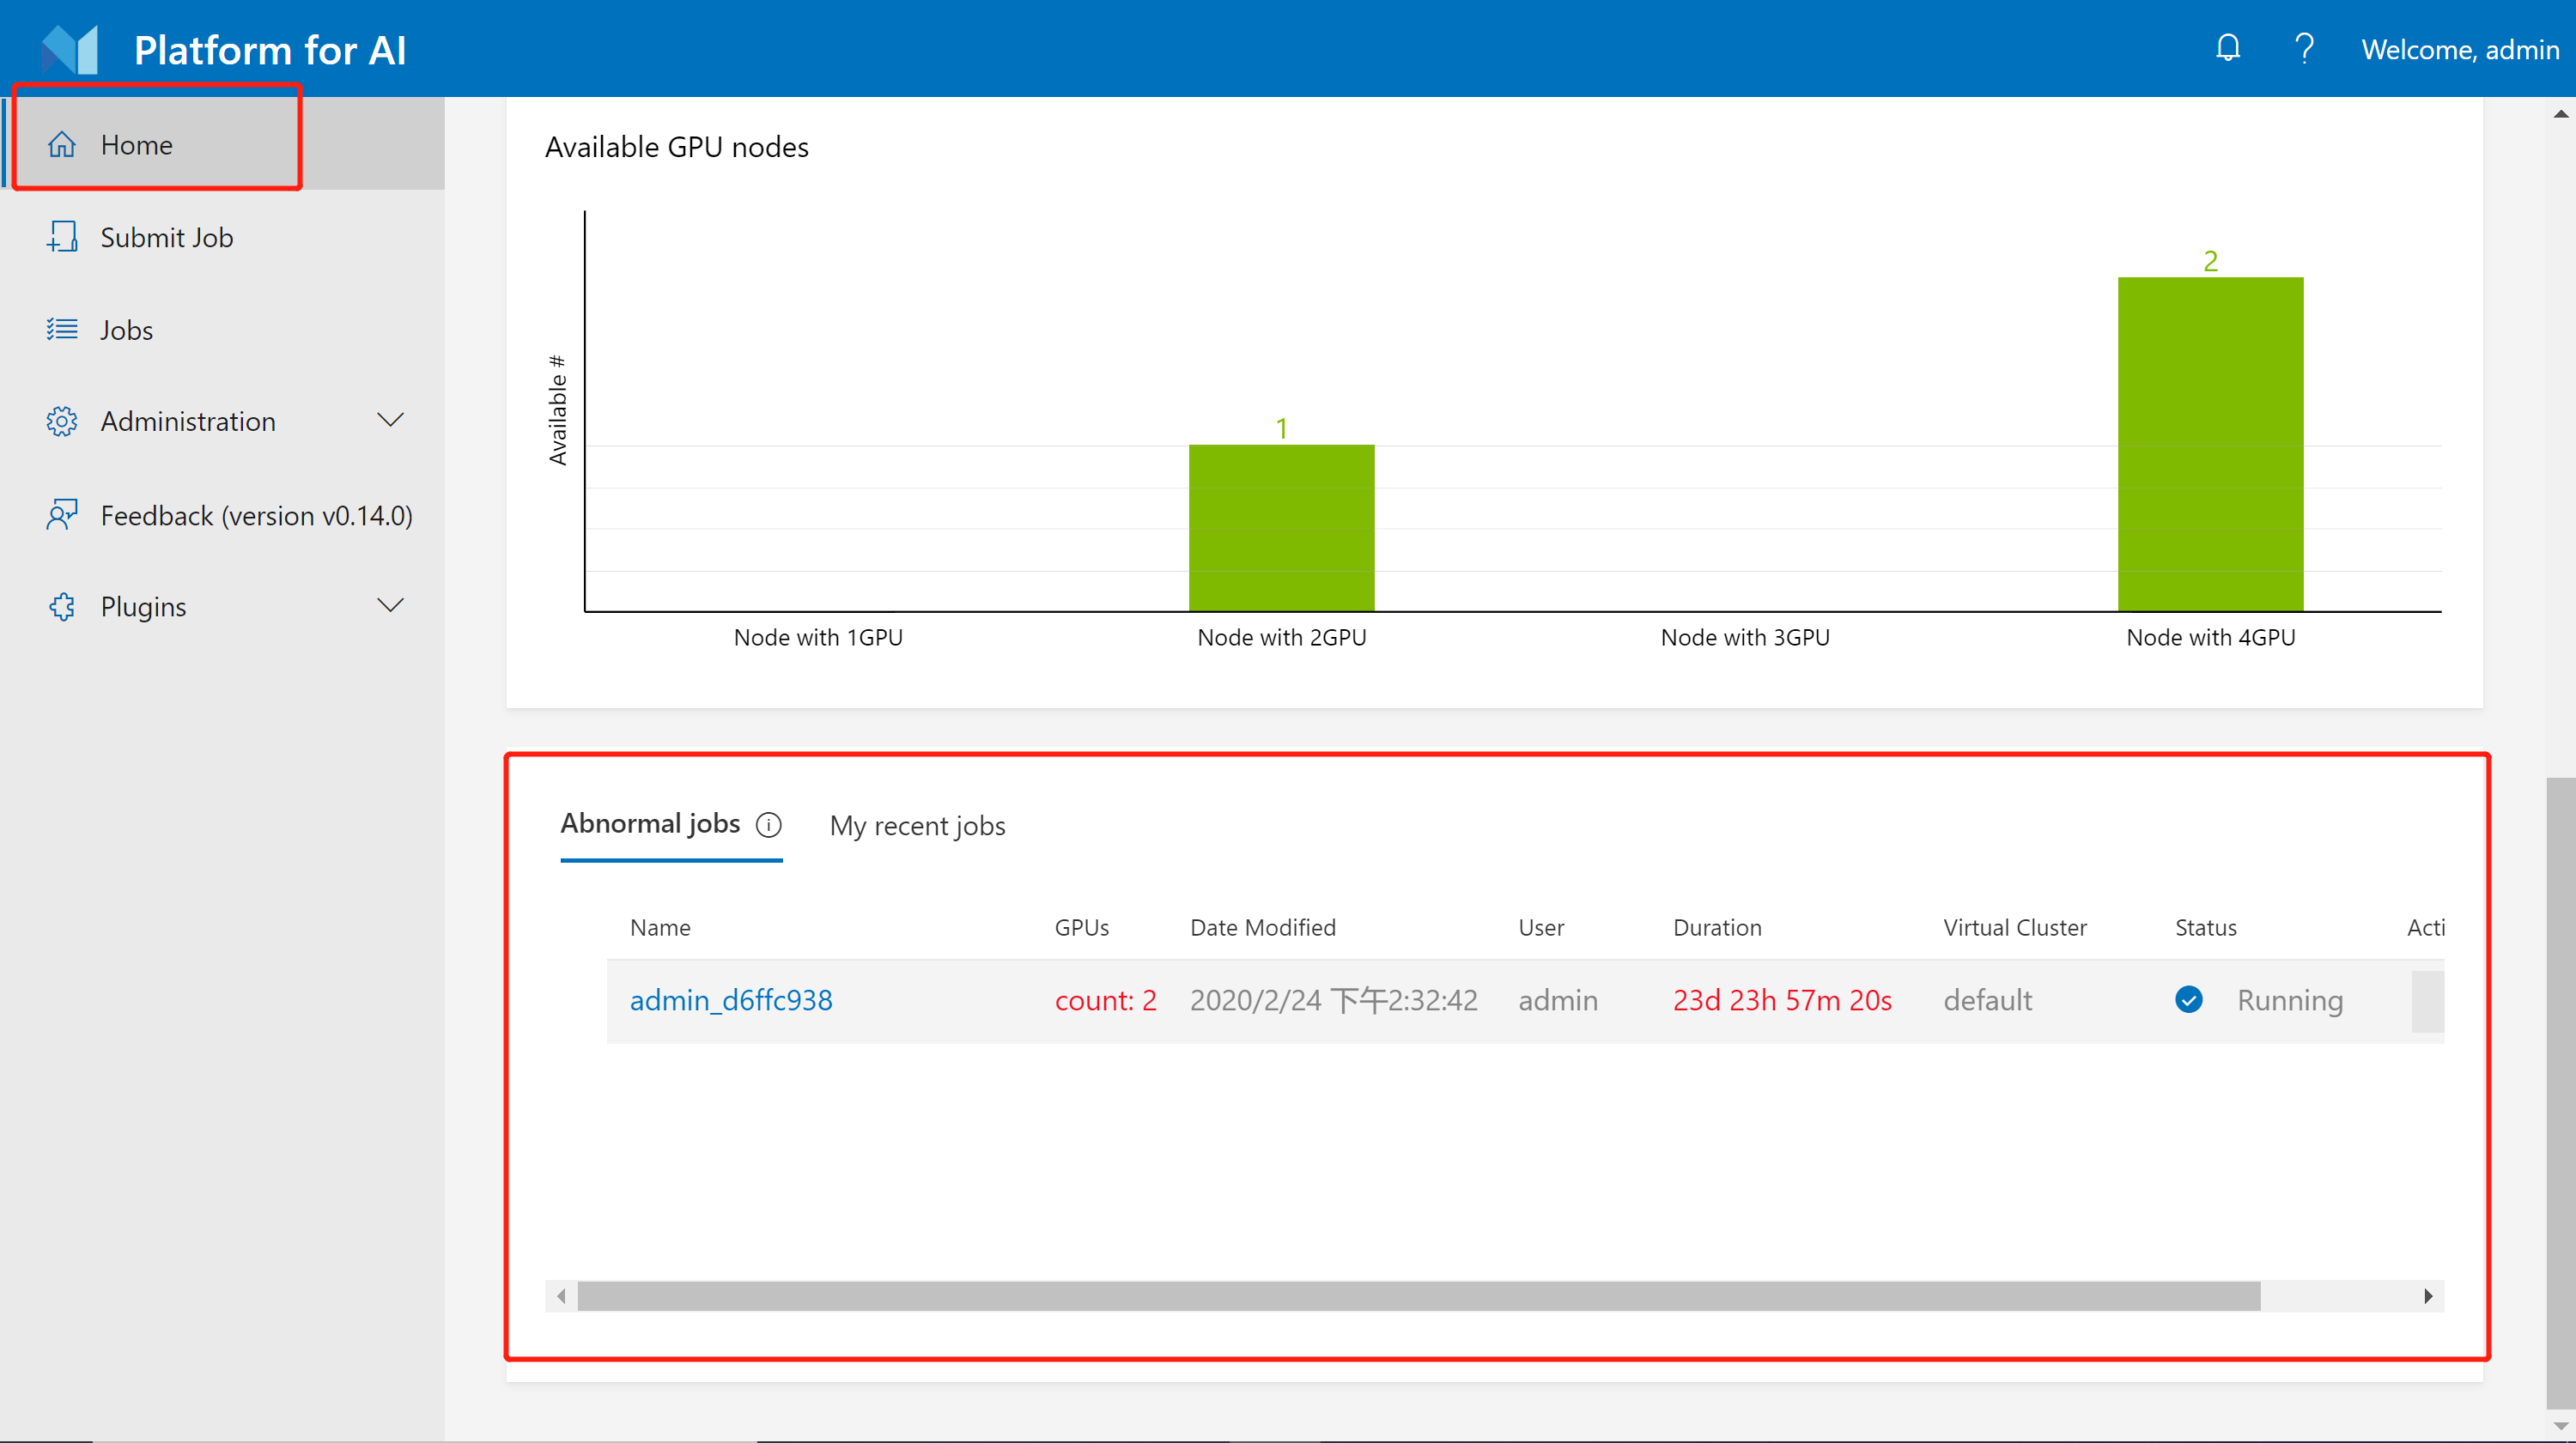 Platform for AI
Welcome, admin
Home
Submit Job
Jobs
Administration
Feedback (version v0.14.0)
Plugins
Available GPU nodes
Available #
1
2
Node with 1GPU
Node with 2GPU
Node with 3GPU
Node with 4GPU
Abnormal jobs
My recent jobs
Name GPUs Date Modified User Duration Virtual Cluster Status Acti
admin_d6ffc938 count: 2 2020/2/24 下午2:32:42 admin 23d 23h 57m 20s default Running